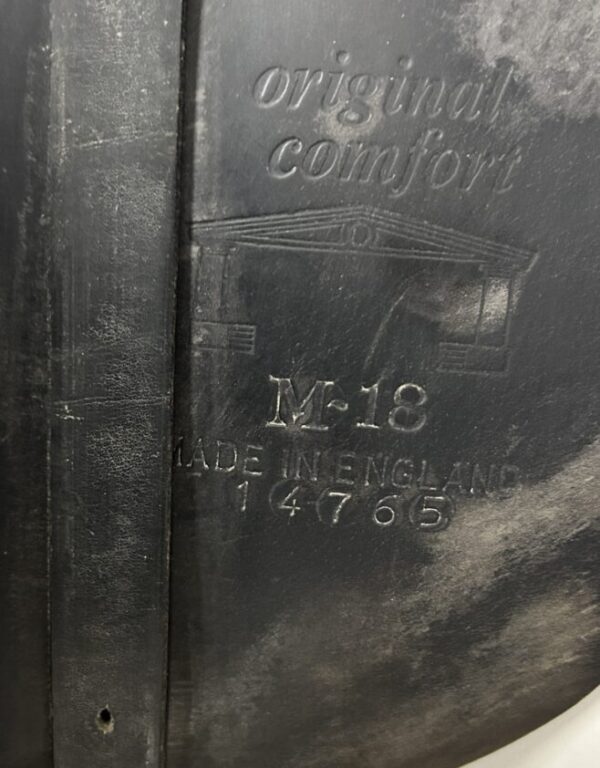 original
comfort
M-18
MADE IN ENGLAND
14765